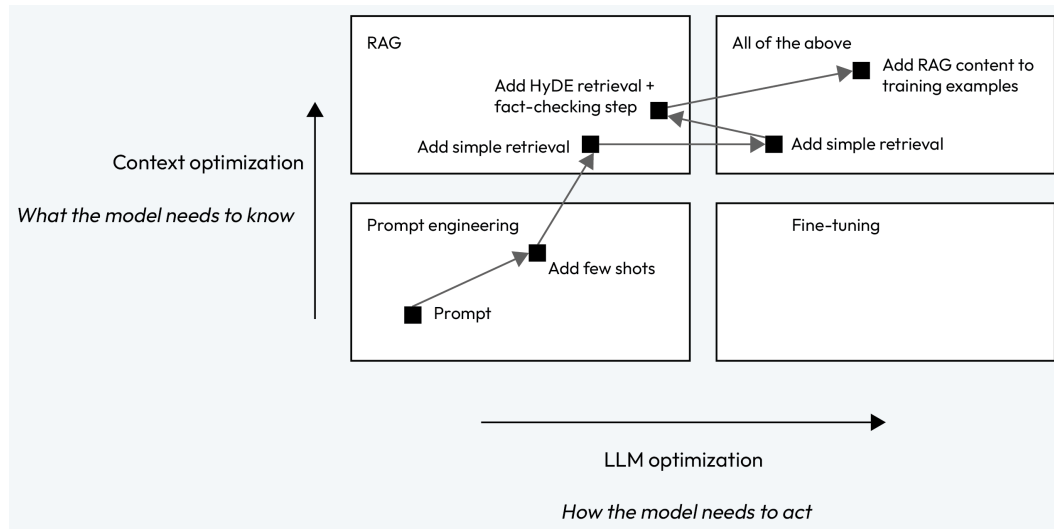 RAG
All of the above
Add RAG content to
training examples
Add HyDE retrieval +
fact-checking step
Add simple retrieval
Add simple retrieval
Context optimization
What the model needs to know
Prompt engineering
Fine-tuning
Add few shots
Prompt
LLM optimization
How the model needs to act